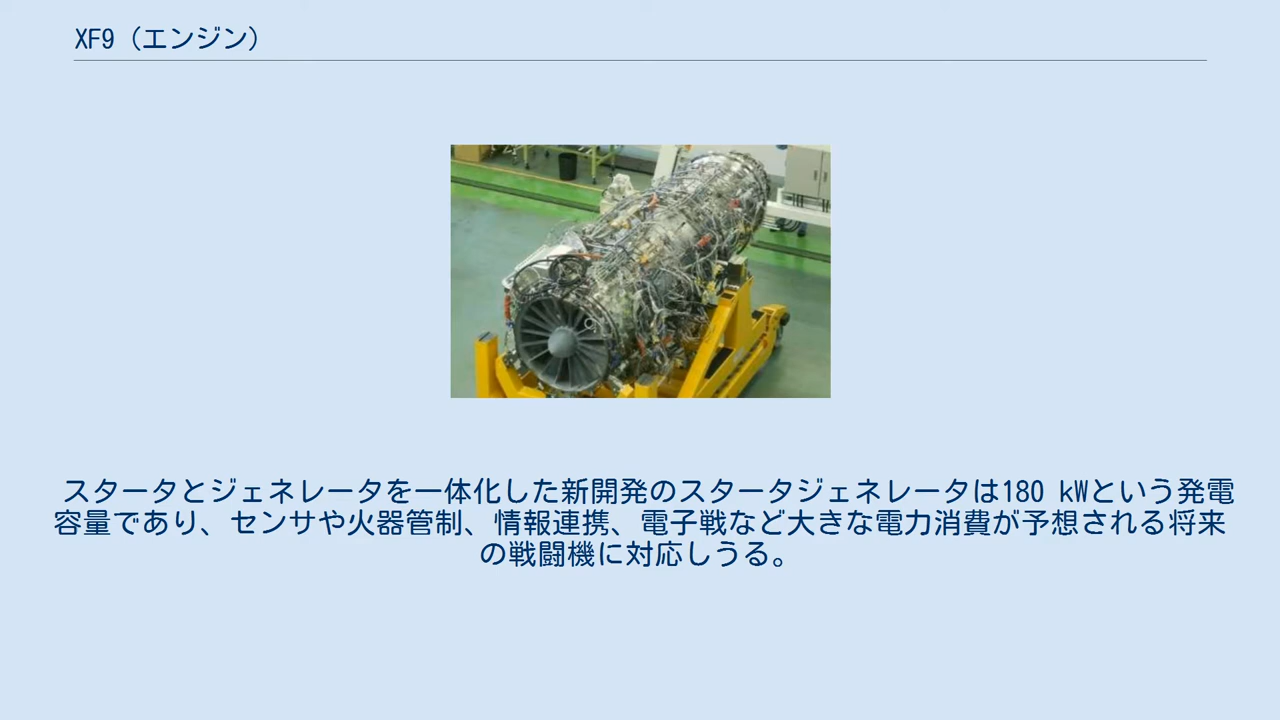 XF9（エンジン）
スタータとジェネレータを一体化した新開発のスタータジェネレータは180 kWという発電
容量であり、センサや火器管制、情報連携、電子戦など大きな電力消費が予想される将来
の戦闘機に対応しうる。